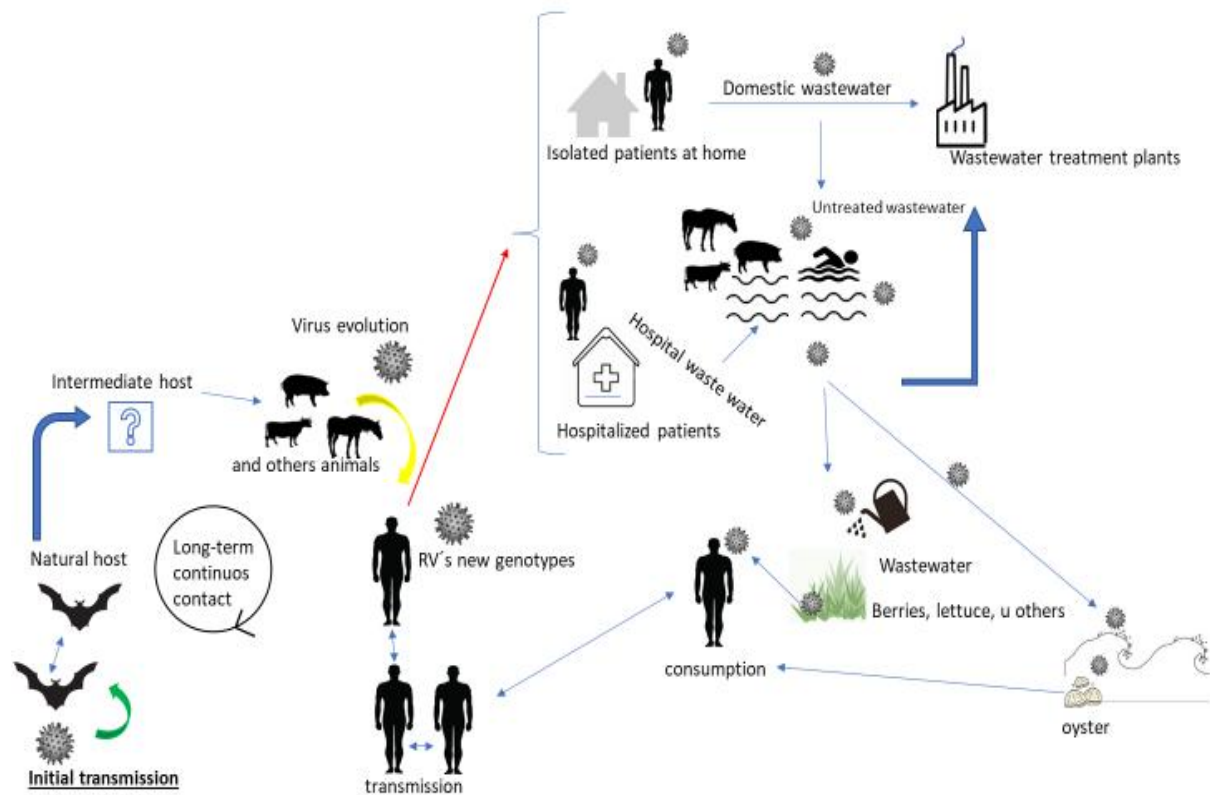 Domestic wastewater
Isolated patients at home
Wastewater treatment plants
Untreated wastewater
Hospital waste water
Hospitalized patients
Virus evolution
Intermediate host
?
and others animals
Natural host
Long-term
continuos
contact
RV´s new genotypes
Initial transmission
transmission
Wastewater
Berries, lettuce, u others
consumption
oyster